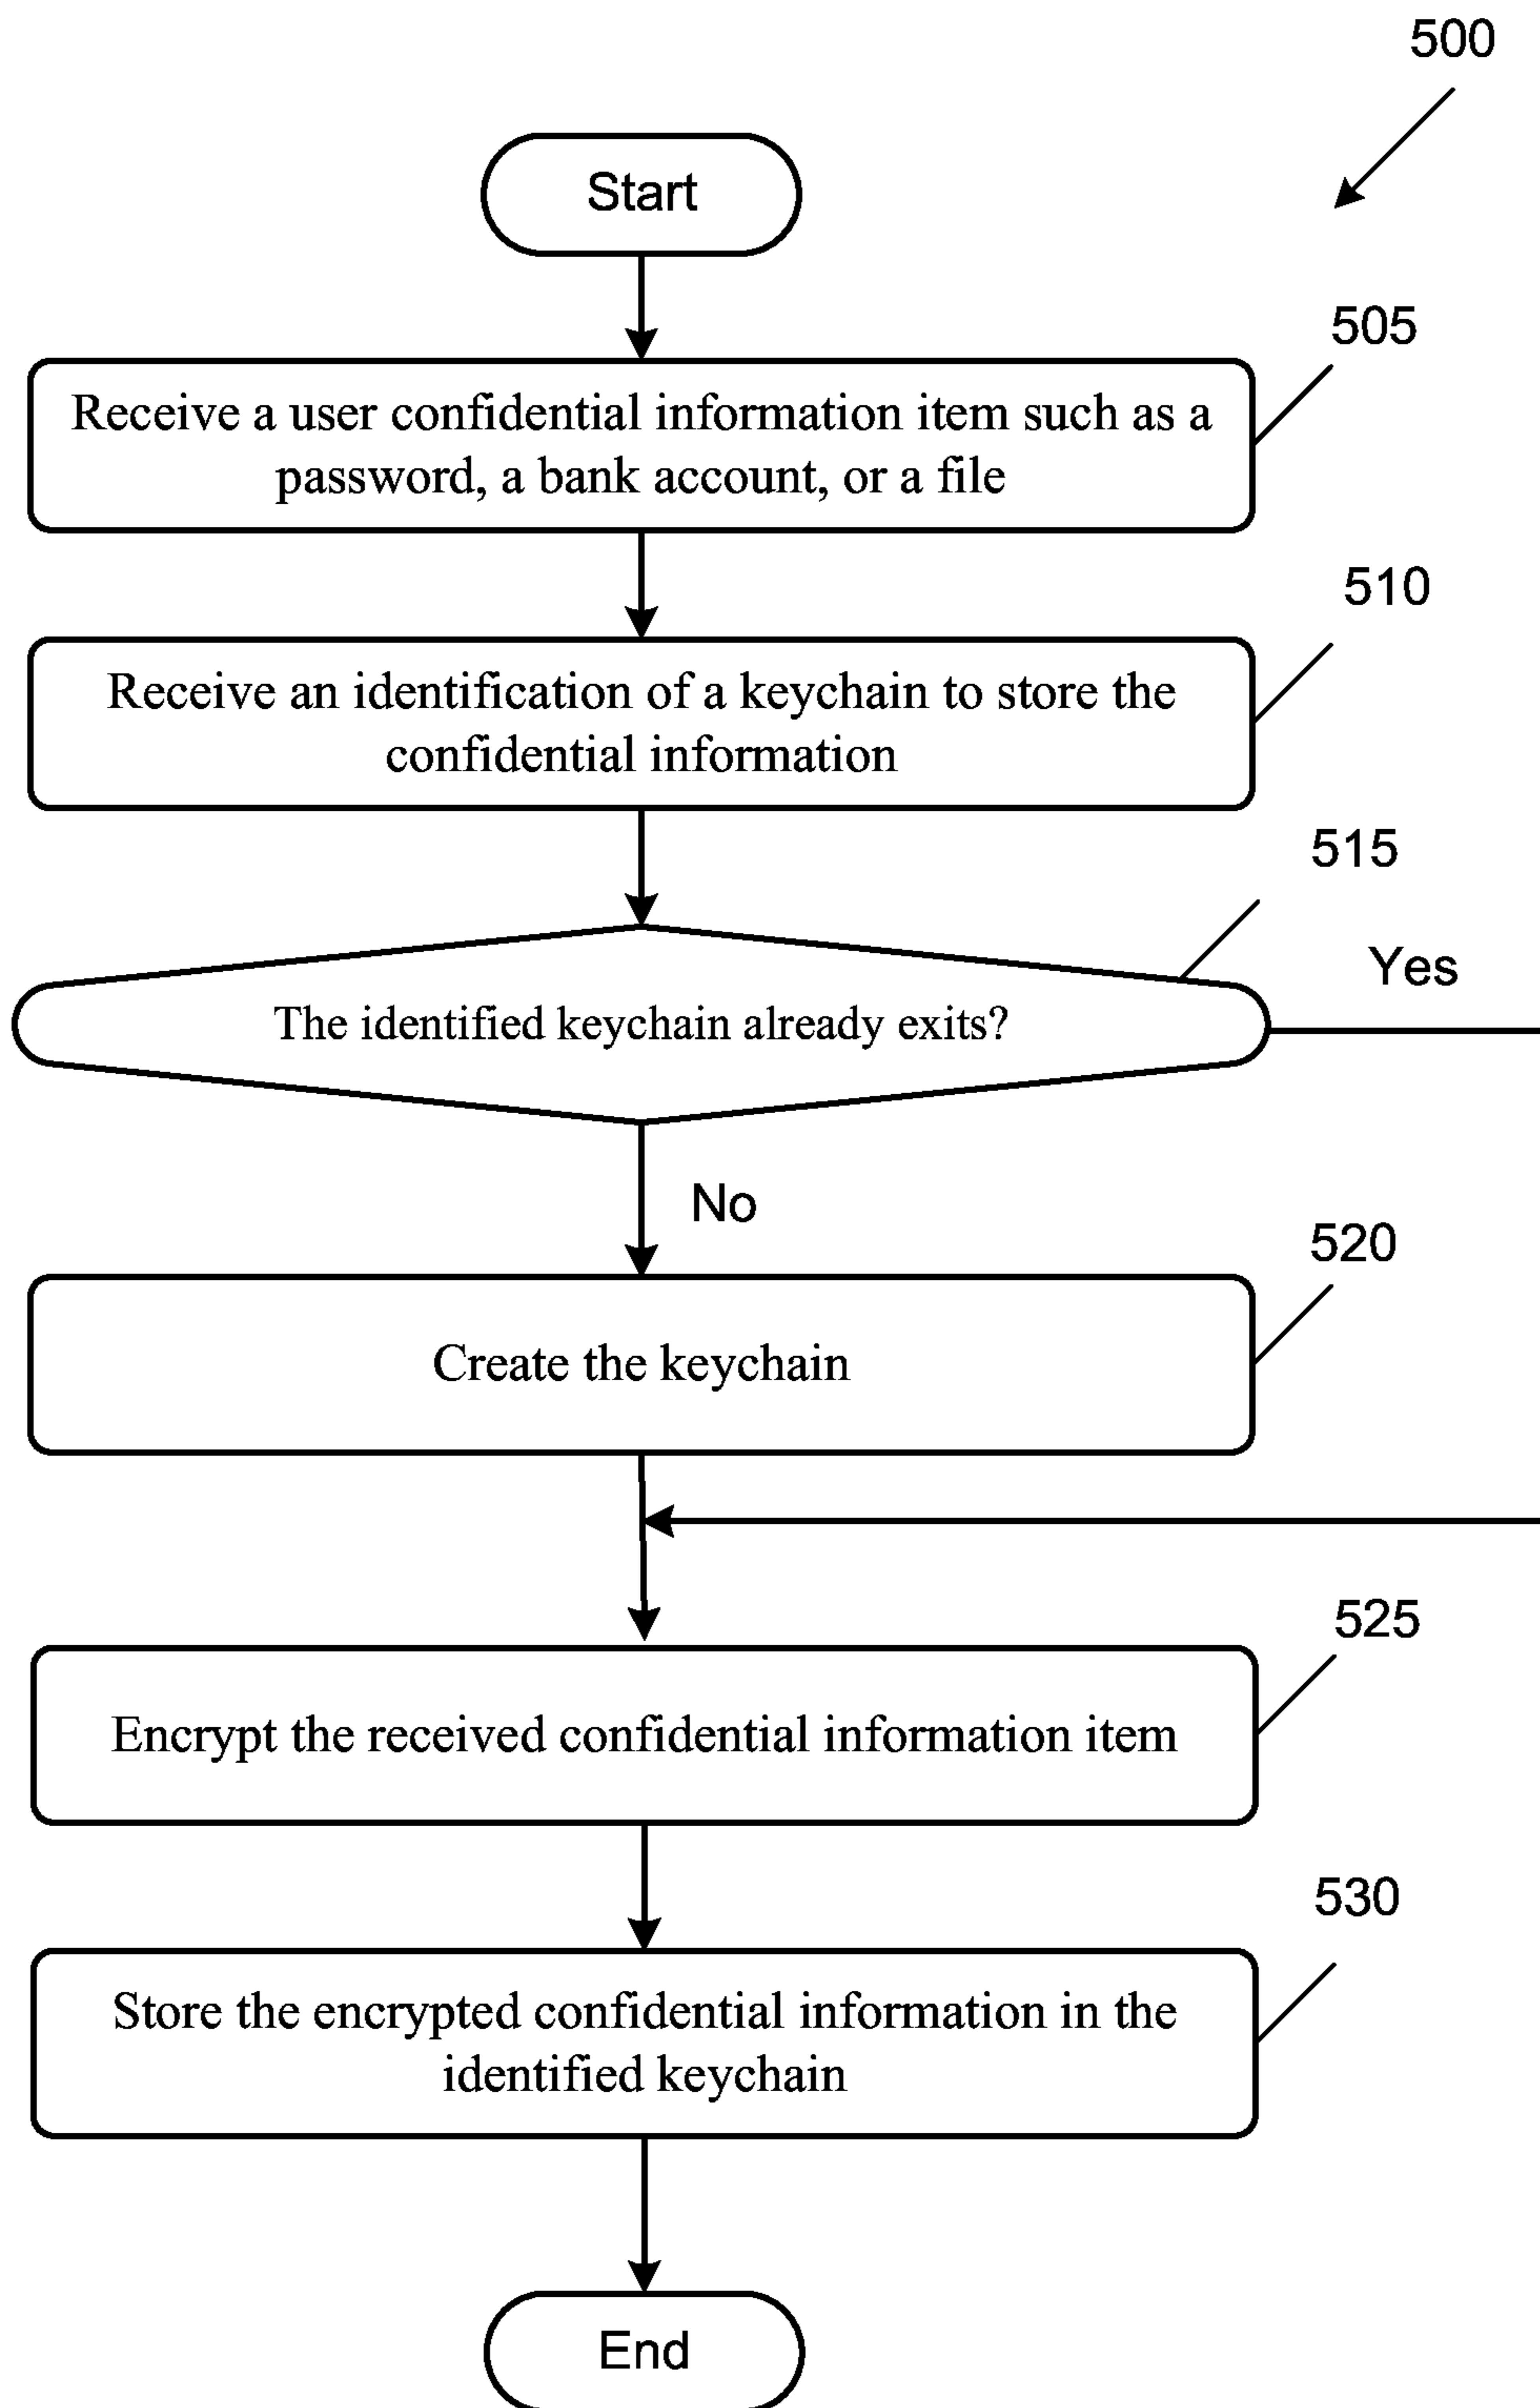 500
Start
505
Receive a user confidential information item such as a
password, a bank account, or a file
510
Receive an identification of a keychain to store the
confidential information
515
Yes
The identified keychain already exits?
No
520
Create the keychain
525
Encrypt the received confidential information item
530
Store the encrypted confidential information in the
identified keychain
End